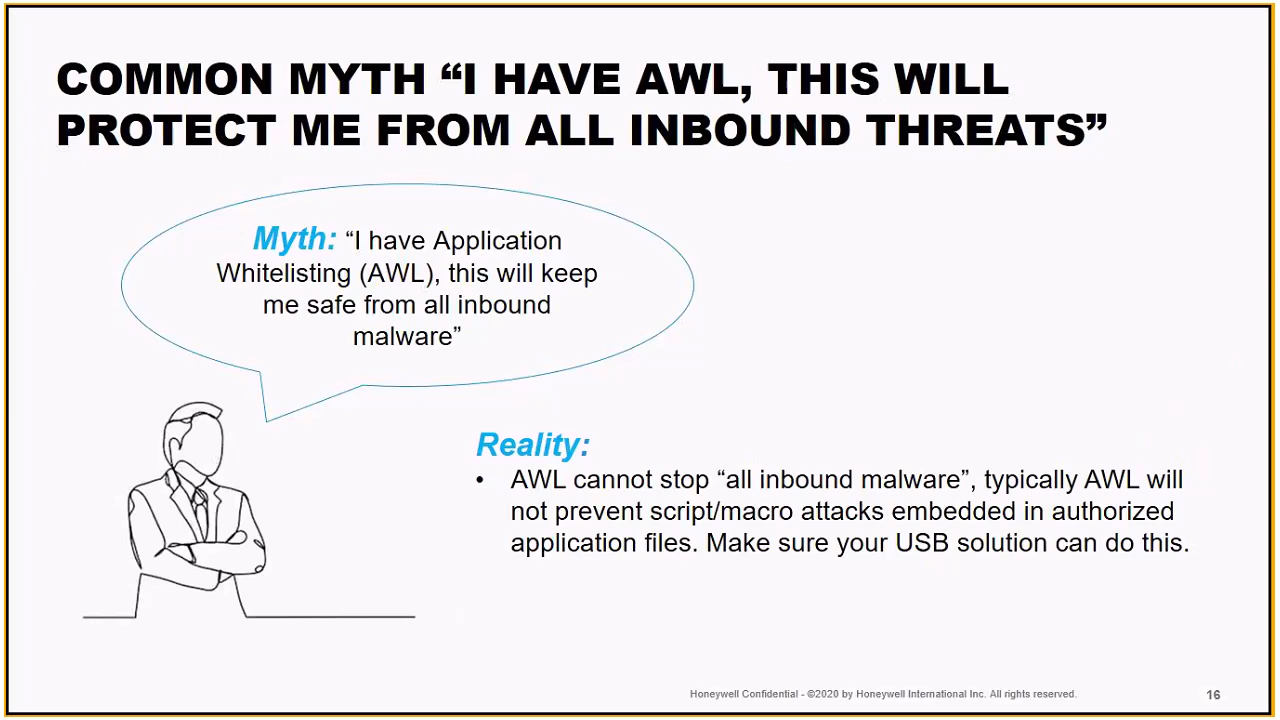 COMMON MYTH “I HAVE AWL, THIS WILL
PROTECT ME FROM ALL INBOUND THREATS”
Myth: “I have Application
Whitelisting (AWL), this will keep
me safe from all inbound
malware”
Reality:
• AWL cannot stop “all inbound malware”, typically AWL will
not prevent script/macro attacks embedded in authorized
application files. Make sure your USB solution can do this.
Honeywell Confidential - ©2020 by Honeywell International Inc. All rights reserved.
16